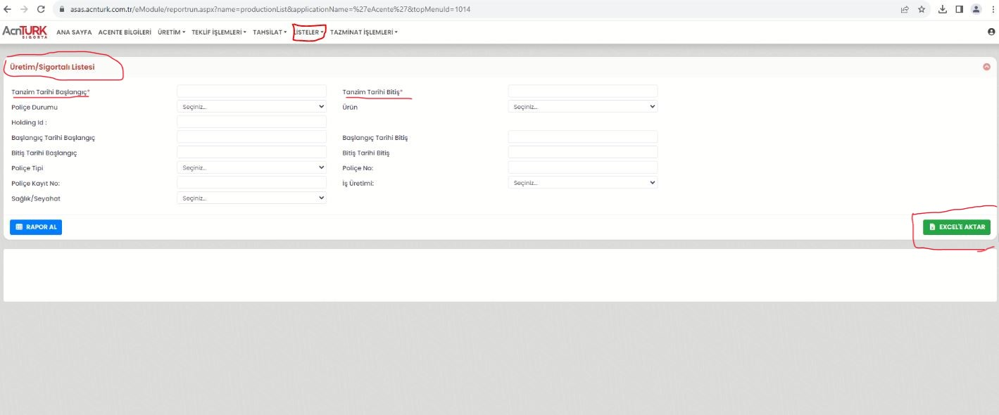 asas.acnturk.com.tr/eModule/reportrun.aspx?name=productionList&applicationName=%27eAcente%27&topMenuId=1014
AcnTURK SIGORTA ANA SAYFA ACENTE BİLGİLERİ ÜRETİM TEKLİF İŞLEMLERİ TAHSİLAT LİSTELER TAZMİNAT İŞLEMLERİ
Üretim/Sigortalı Listesi
Tanzim Tarihi Başlangıç* Tanzim Tarihi Bitiş*
Poliçe Durumu Seçiniz... Ürün Seçiniz...
Holding Id :
Başlangıç Tarihi Başlangıç Başlangıç Tarihi Bitiş
Bitiş Tarihi Başlangıç Bitiş Tarihi Bitiş
Poliçe Tipi Seçiniz... Poliçe No:
Poliçe Kayıt No: İş Üretimi: Seçiniz...
Sağlık/Seyahat Seçiniz...
RAPOR AL EXCEL'E AKTAR